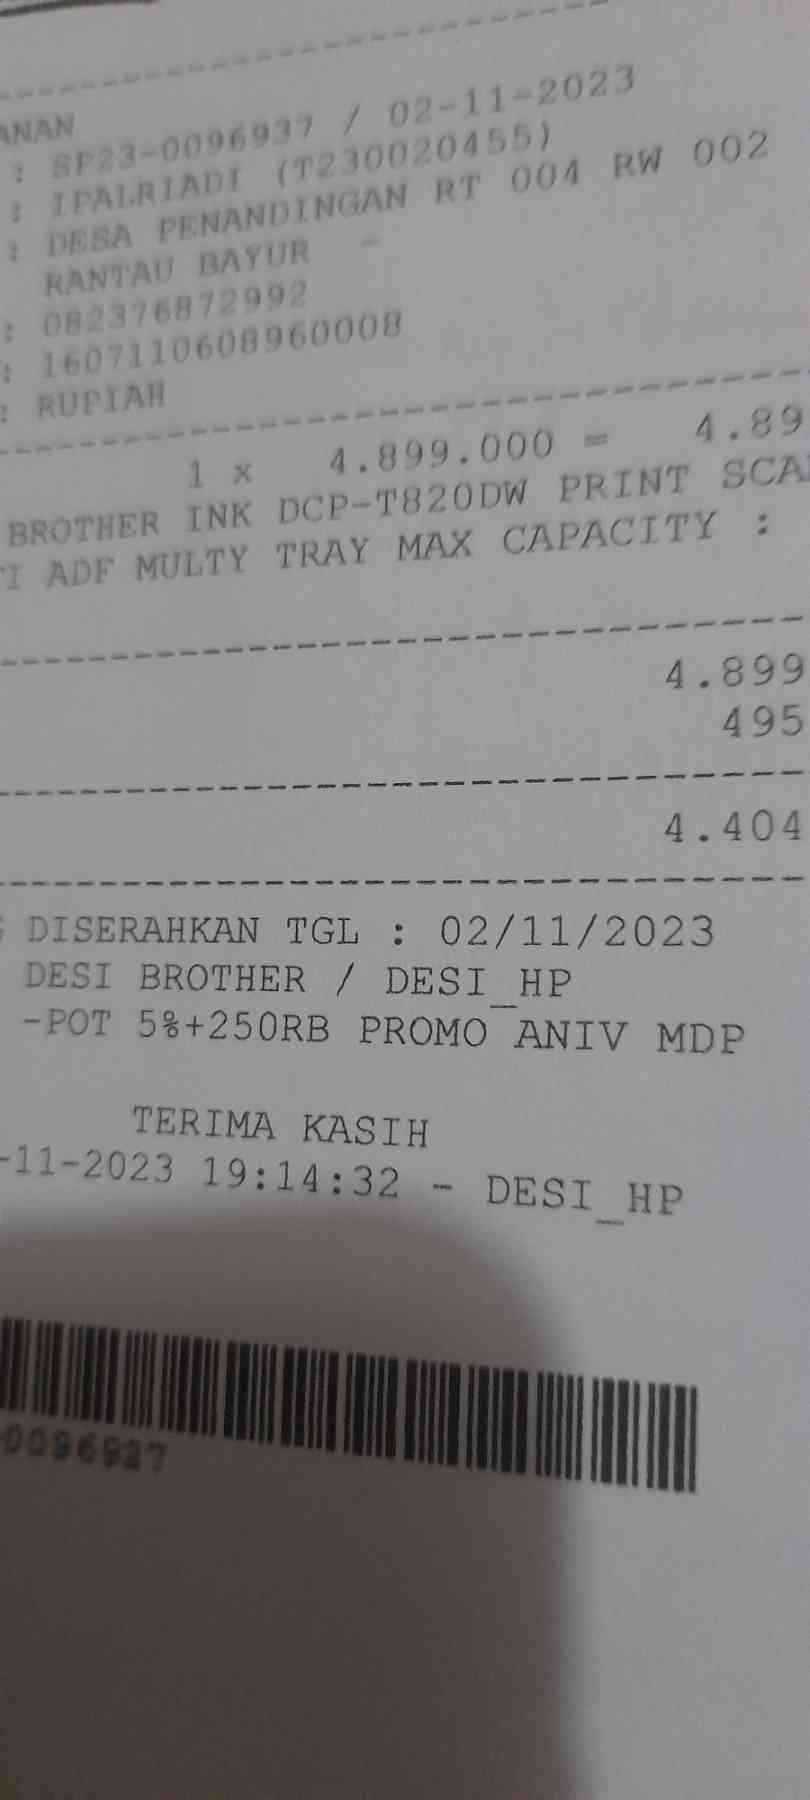 ANAN
: SP23-0096937 / 02-11-2023
: IPALRIADI (T230020455)
: DESA PENANDINGAN RT 004 RW 002
RANTAU BAYUR -
: 082376872992
: 1607110608960008
: RUPIAH
1 x 4.899.000 = 4.89
BROTHER INK DCP-T820DW PRINT SCA
TI ADF MULTY TRAY MAX CAPACITY :
4.899
495
4.404
G DISERAHKAN TGL : 02/11/2023
DESI BROTHER / DESI_HP
-POT 5%+250RB PROMO ANIV MDP
TERIMA KASIH
-11-2023 19:14:32 - DESI_HP
0096937